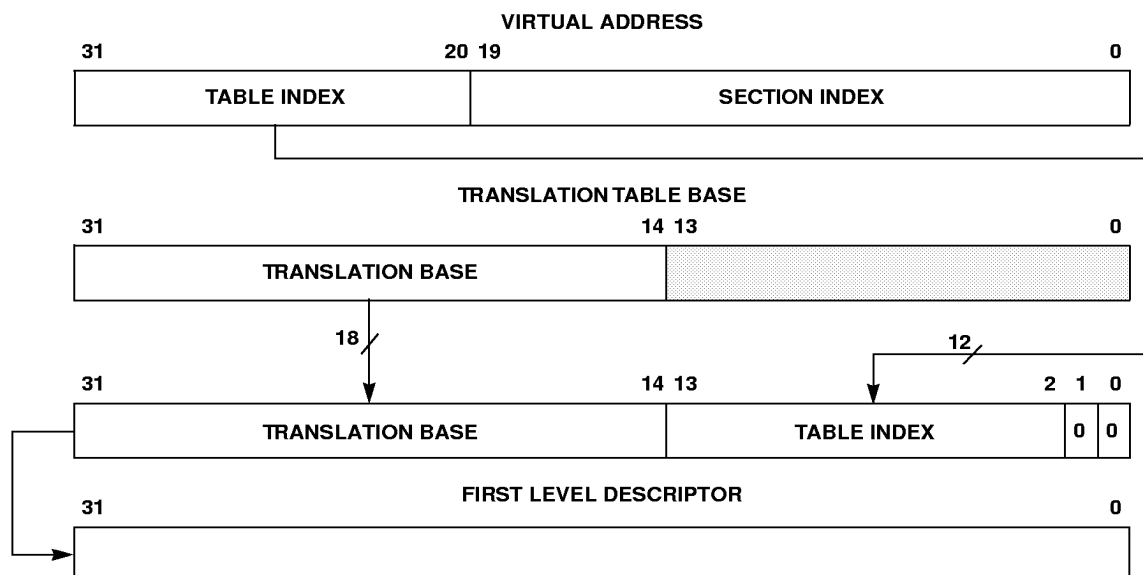 VIRTUAL ADDRESS
31 20 19 0
TABLE INDEX SECTION INDEX
TRANSLATION TABLE BASE
31 14 13 0
TRANSLATION BASE
18 12
31 14 13 2 1 0
TRANSLATION BASE TABLE INDEX 0 0
FIRST LEVEL DESCRIPTOR
31 0